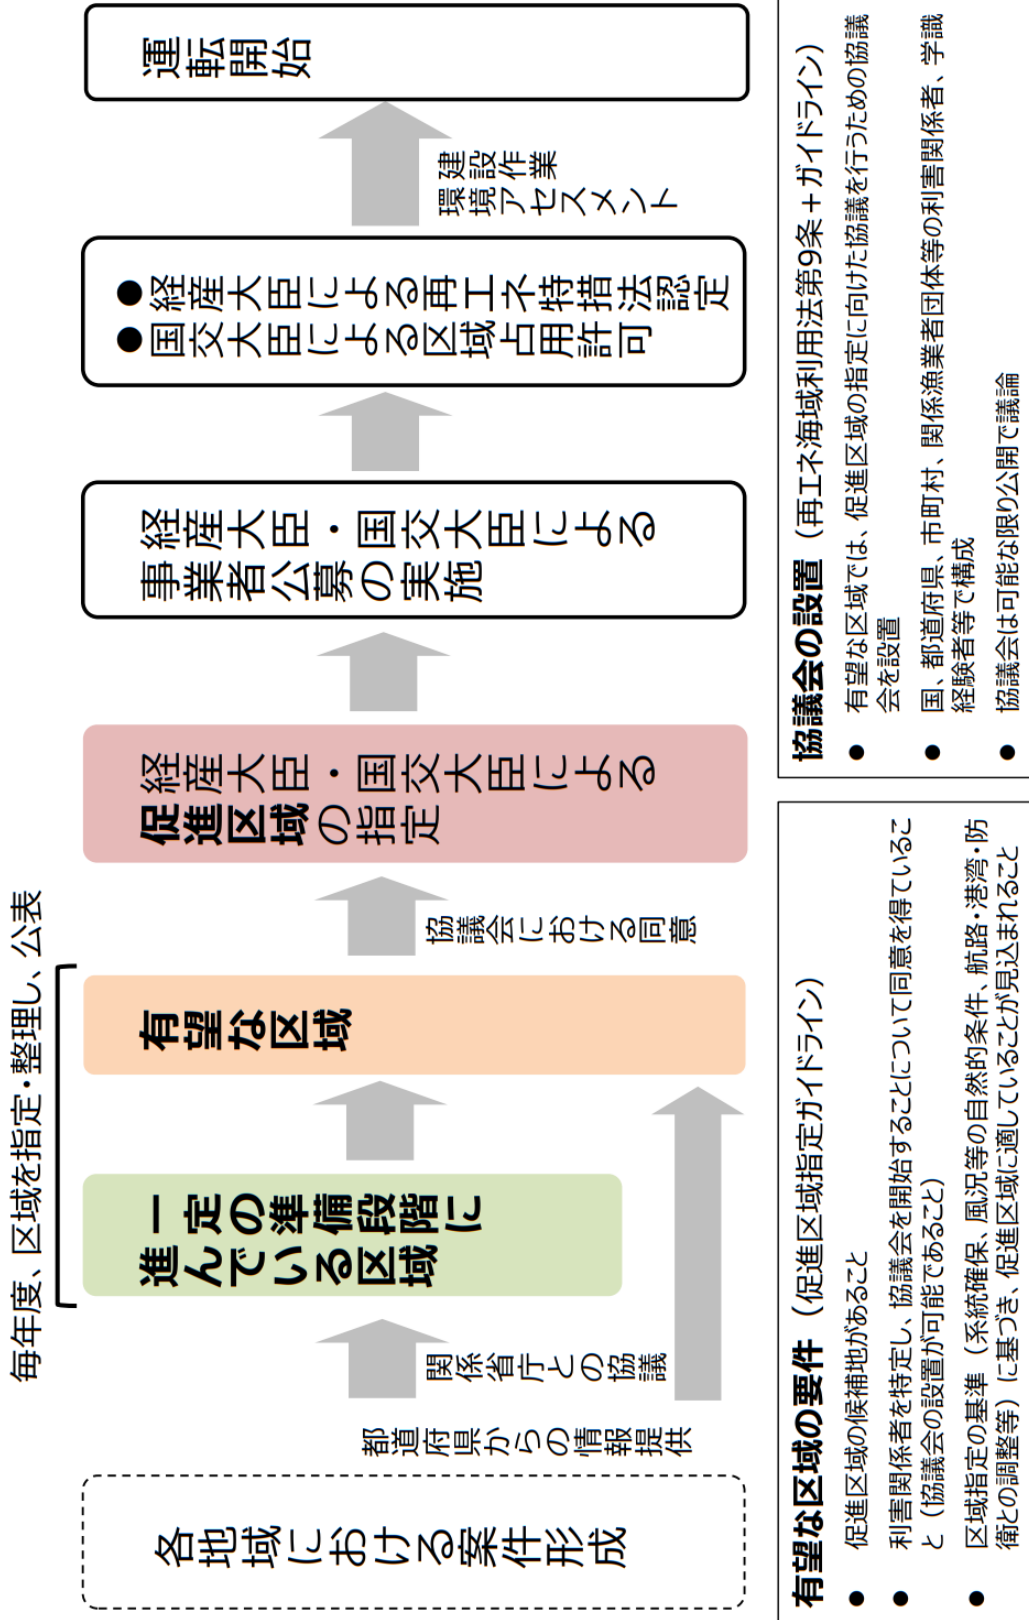 毎年度、区域を指定・整理し、公表
各地域における案件形成
都道府県からの情報提供
関係省庁との協議
一定の準備段階に
進んでいる区域
有望な区域
協議会における同意
経産大臣・国交大臣による
促進区域の指定
経産大臣・国交大臣による
事業者公募の実施
●経産大臣による再エネ特措法認定
●国交大臣による区域占用許可
建設作業
環境アセスメント
運転開始
有望な区域の要件（促進区域指定ガイドライン）
● 促進区域の候補地があること
● 利害関係者を特定し、協議会を開始することについて同意を得ているこ
と（協議会の設置が可能であること）
● 区域指定の基準（系統確保、風況等の自然的条件、航路・港湾・防
衛との調整等）に基づき、促進区域に適していることが見込まれること
協議会の設置（再エネ海域利用法第9条＋ガイドライン）
● 有望な区域では、促進区域の指定に向けた協議を行うための協議
会を設置
● 国、都道府県、市町村、関係漁業者団体等の利害関係者、学識
経験者等で構成
● 協議会は可能な限り公開で議論